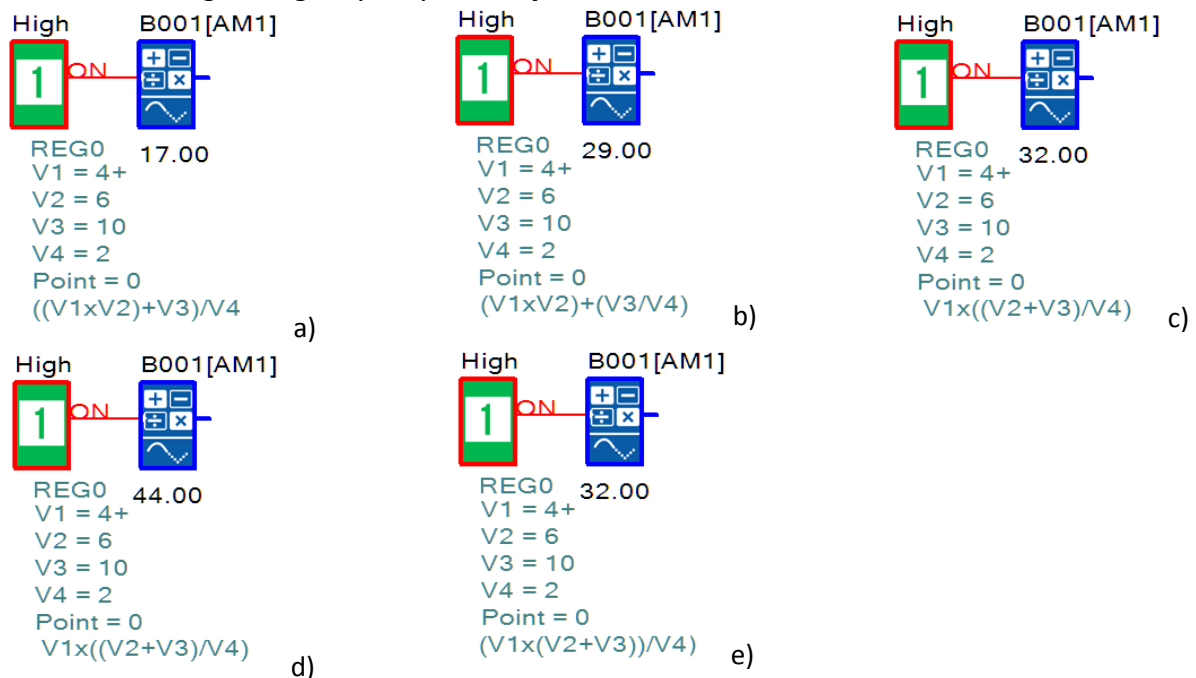 High B001[AM1]
1 ON
17.00
REG0
V1 = 4+
V2 = 6
V3 = 10
V4 = 2
Point = 0
((V1xV2)+V3)/V4
a)
High B001[AM1]
1 ON
29.00
REG0
V1 = 4+
V2 = 6
V3 = 10
V4 = 2
Point = 0
(V1xV2)+(V3/V4)
b)
High B001[AM1]
1 ON
32.00
REG0
V1 = 4+
V2 = 6
V3 = 10
V4 = 2
Point = 0
V1x((V2+V3)/V4)
c)
High B001[AM1]
1 ON
44.00
REG0
V1 = 4+
V2 = 6
V3 = 10
V4 = 2
Point = 0
V1x((V2+V3)/V4)
d)
High B001[AM1]
1 ON
32.00
REG0
V1 = 4+
V2 = 6
V3 = 10
V4 = 2
Point = 0
(V1x(V2+V3))/V4)
e)